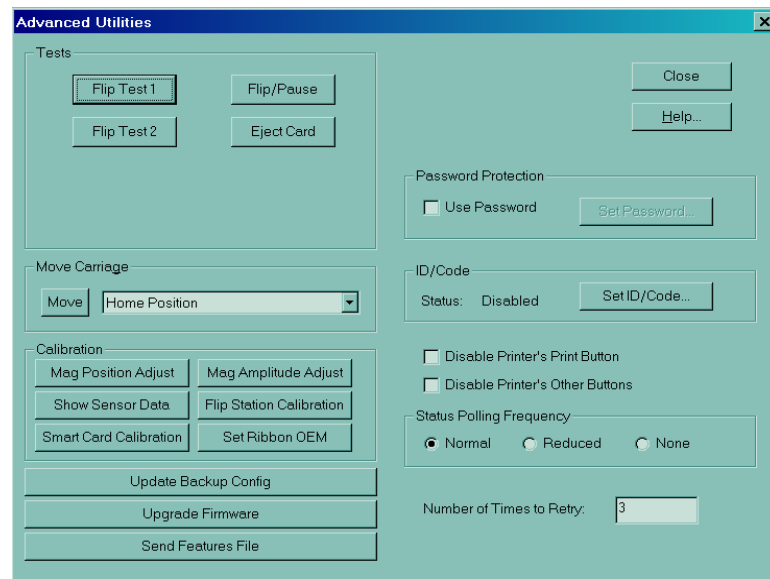 Advanced Utilities
Tests
Flip Test 1
Flip/Pause
Flip Test 2
Eject Card
Close
Help...
Password Protection
Use Password
Set Password...
Move Carriage
Move
Home Position
ID/Code
Status: Disabled
Set ID/Code...
Calibration
Mag Position Adjust
Mag Amplitude Adjust
Show Sensor Data
Flip Station Calibration
Smart Card Calibration
Set Ribbon OEM
Disable Printer's Print Button
Disable Printer's Other Buttons
Status Polling Frequency
Normal
Reduced
None
Update Backup Config
Upgrade Firmware
Send Features File
Number of Times to Retry:
3